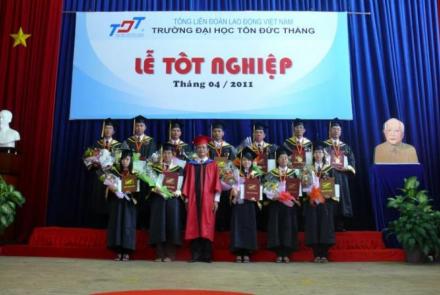 TDT
TỔNG LIÊN ĐOÀN LAO ĐỘNG VIỆT NAM
TRƯỜNG ĐẠI HỌC TÔN ĐỨC THẮNG
LỄ TỐT NGHIỆP
Tháng 04 / 2011